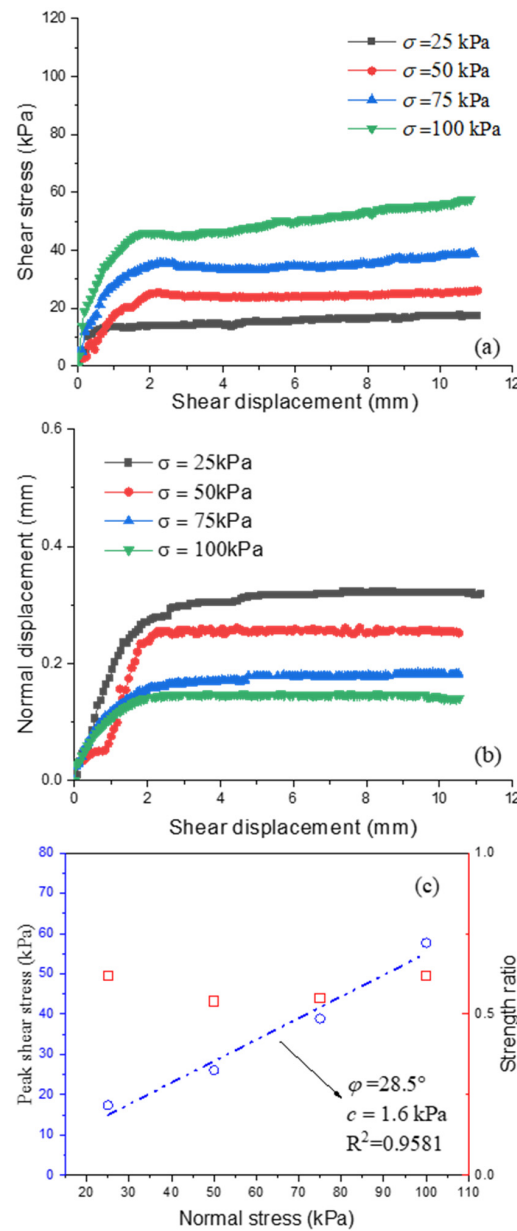 120
100
80
60
40
20
0
Shear stress (kPa)
σ=25 kPa
σ=50 kPa
σ=75 kPa
σ=100 kPa
(a)
0 2 4 6 8 10 12
Shear displacement (mm)
0.6
0.4
0.2
0.0
Normal displacement (mm)
σ = 25kPa
σ = 50kPa
σ = 75kPa
σ = 100kPa
(b)
0 2 4 6 8 10 12
Shear displacement (mm)
80
70
60
50
40
30
20
10
0
Peak shear stress (kPa)
(c)
φ =28.5°
c = 1.6 kPa
R²=0.9581
1.0
0.5
0.0
Strength ratio
20 30 40 50 60 70 80 90 100 110
Normal stress (kPa)